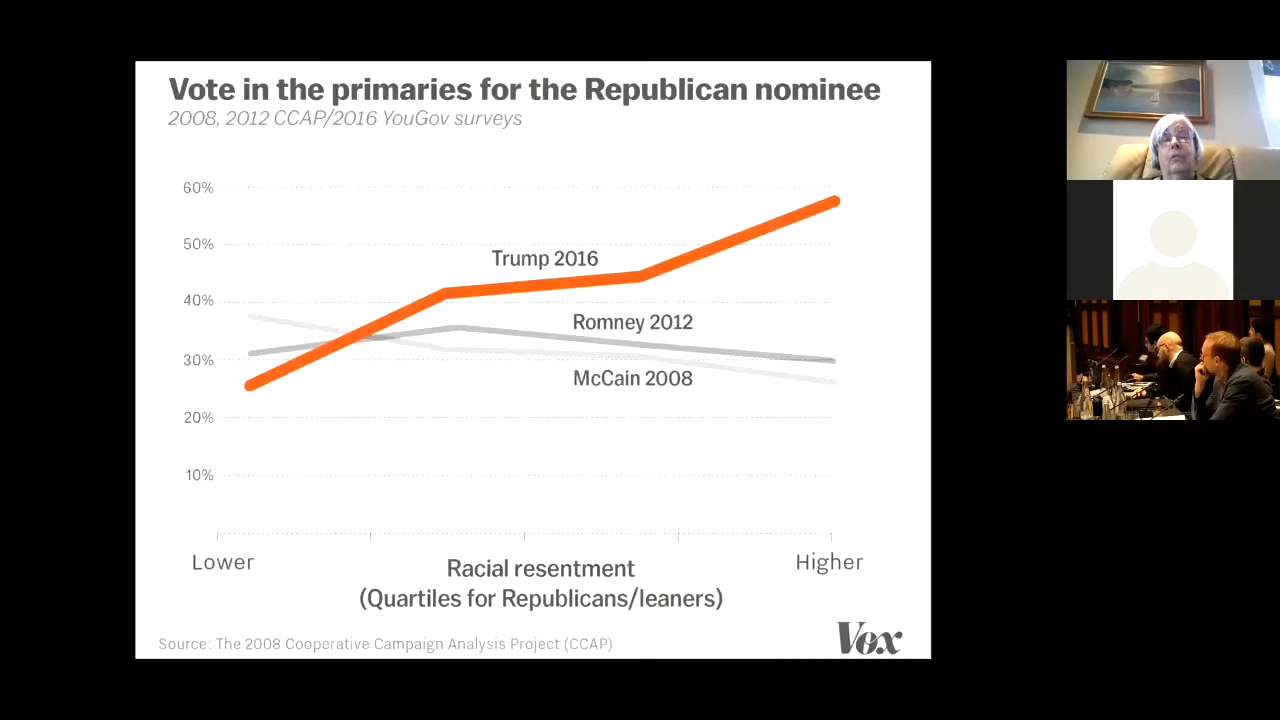 Vote in the primaries for the Republican nominee
2008, 2012 CCAP/2016 YouGov surveys
60%
50%
Trump 2016
40%
Romney 2012
30%
McCain 2008
20%
10%
Lower
Higher
Racial resentment
(Quartiles for Republicans/leaners)
Source: The 2008 Cooperative Campaign Analysis Project (CCAP)
Vox